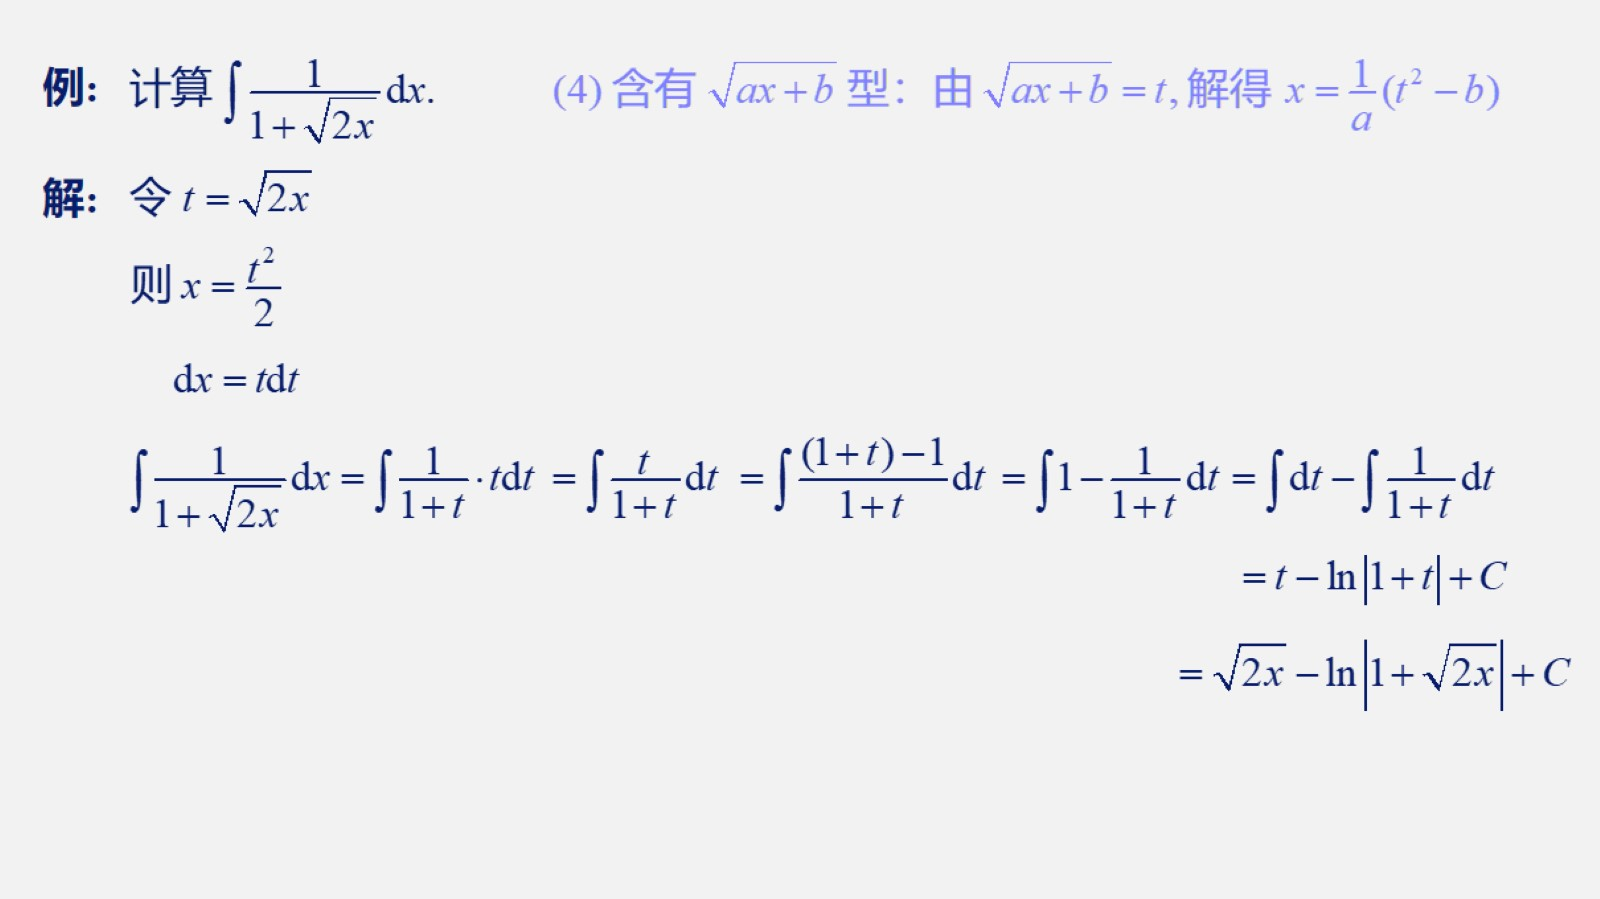 例: 计算 ∫ 1/(1+√(2x)) dx. (4) 含有 √(ax+b) 型: 由 √(ax+b) = t, 解得 x = 1/a (t² − b)
解: 令 t = √(2x)
则 x = t²/2
dx = tdt
∫ 1/(1+√(2x)) dx = ∫ 1/(1+t) · tdt = ∫ t/(1+t) dt = ∫ ((1+t)−1)/(1+t) dt = ∫ 1 − 1/(1+t) dt = ∫ dt − ∫ 1/(1+t) dt
= t − ln|1+t| + C
= √(2x) − ln|1+√(2x)| + C